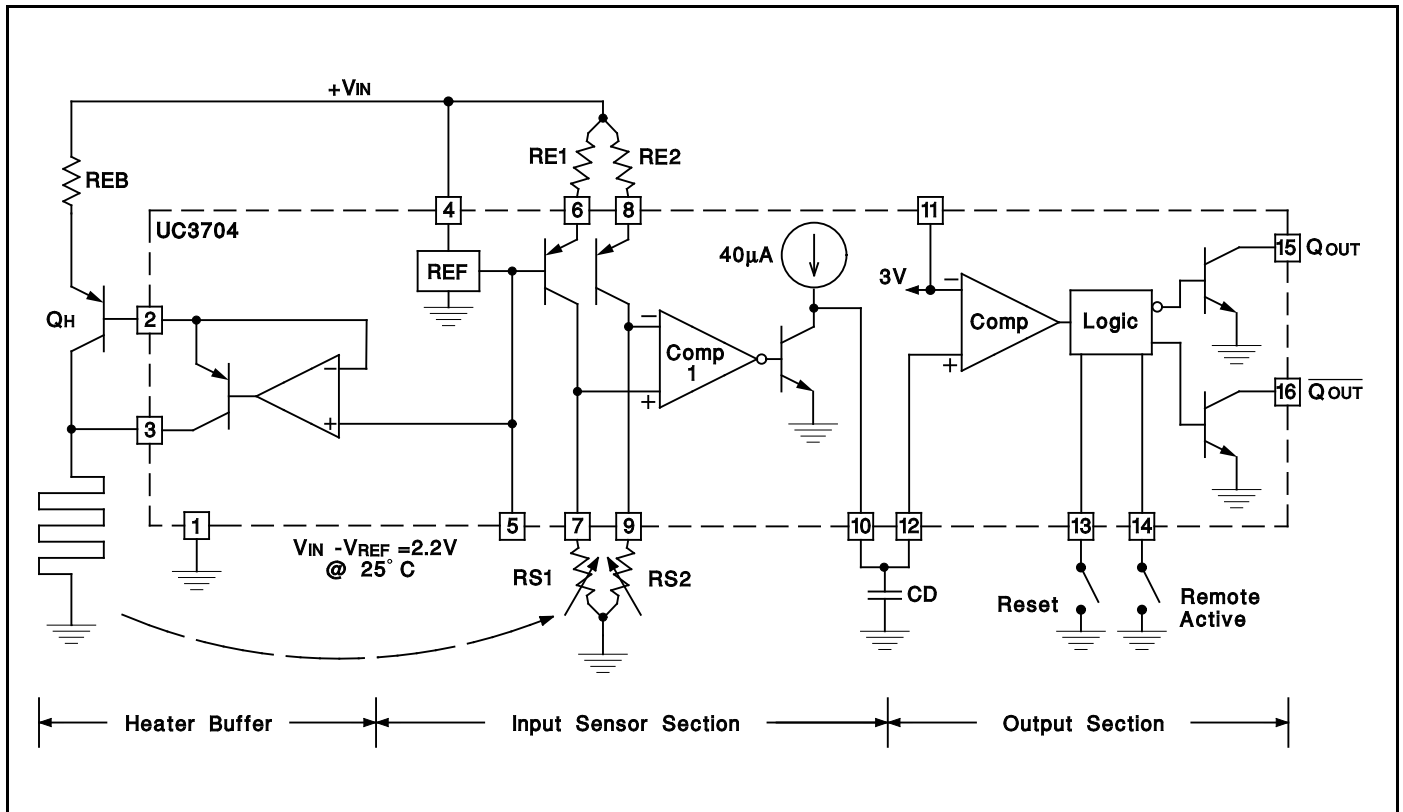 +VIN
RE1
RE2
REB
4
6
8
11
UC3704
40µA
15
QOUT
REF
3V
−
Comp
Logic
QH
2
−
Comp
1
−
+
+
16
QOUT
3
+
1
5
7
9
10
12
13
14
VIN -VREF =2.2V
@ 25°C
RS1
RS2
CD
Reset
Remote
Active
Heater Buffer
Input Sensor Section
Output Section